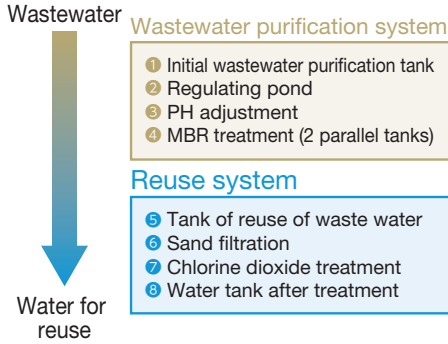 Wastewater
Wastewater purification system
❶ Initial wastewater purification tank
❷ Regulating pond
❸ PH adjustment
❹ MBR treatment (2 parallel tanks)
Reuse system
❺ Tank of reuse of waste water
❻ Sand filtration
❼ Chlorine dioxide treatment
❽ Water tank after treatment
Water for
reuse